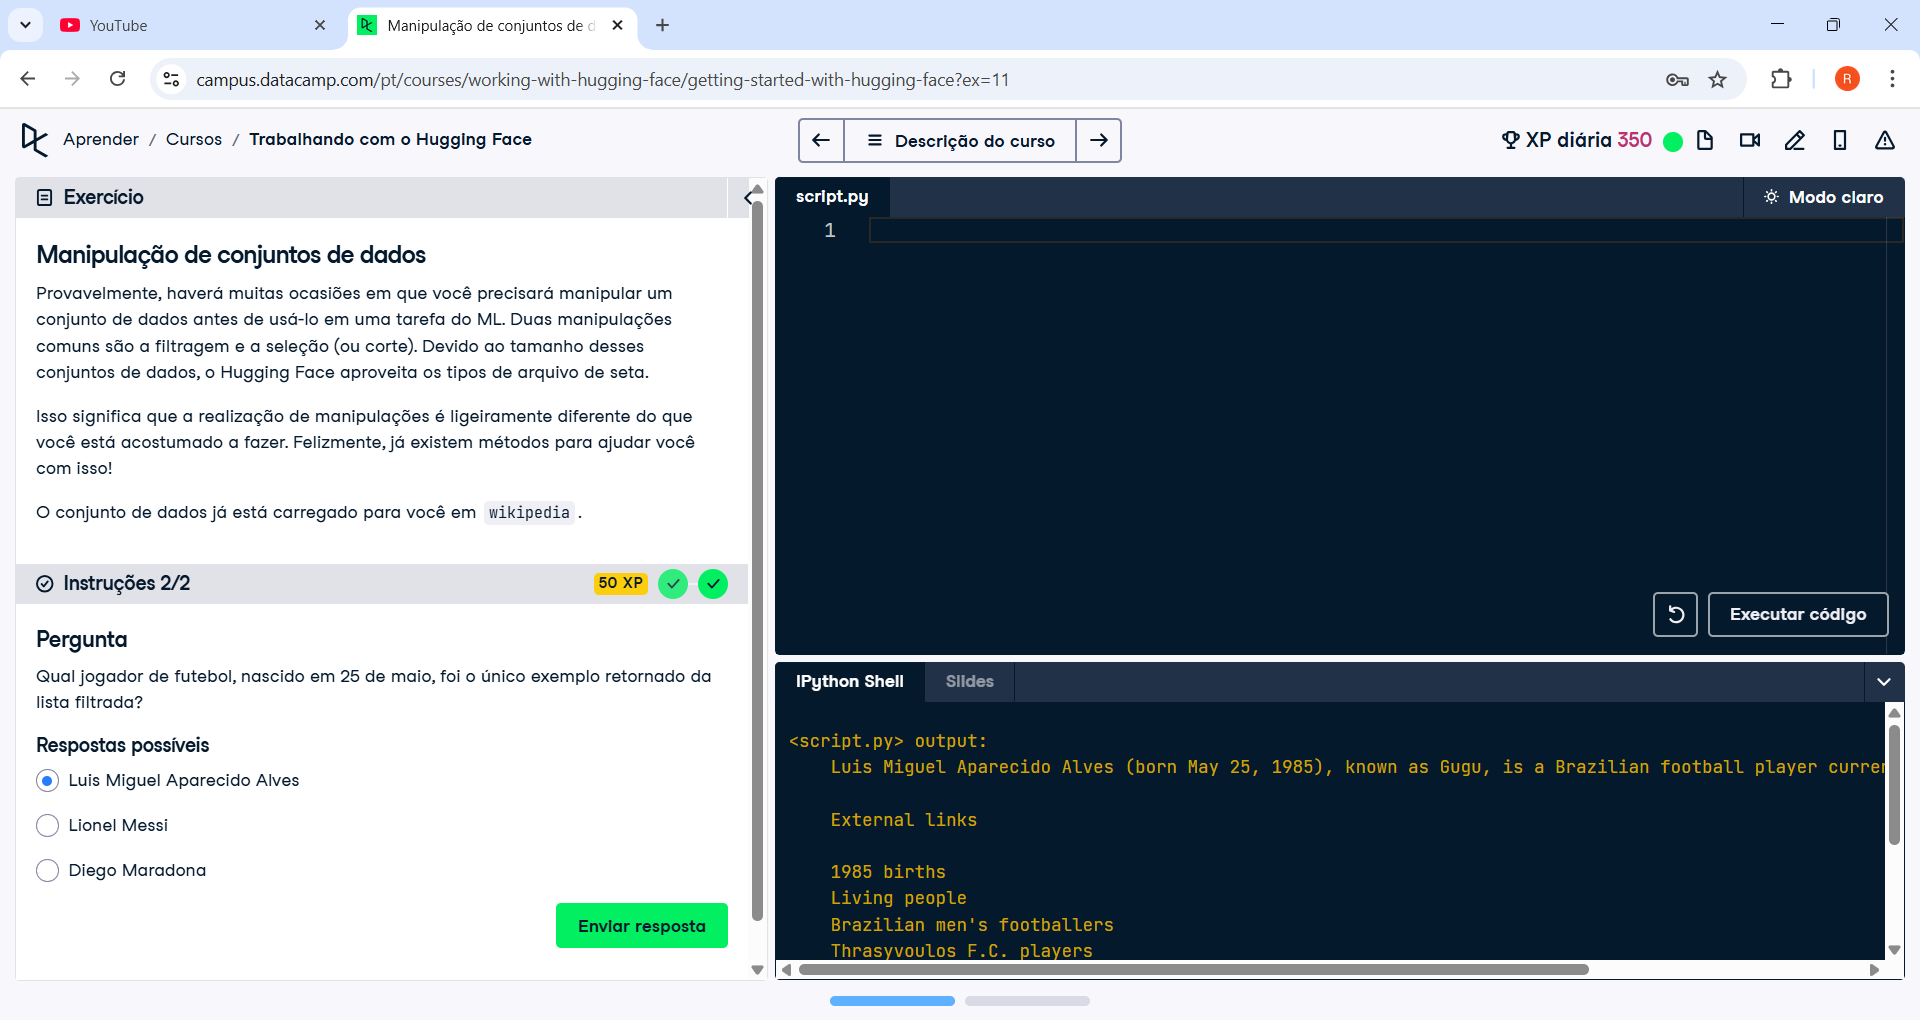 YouTube
Manipulação de conjuntos de d
campus.datacamp.com/pt/courses/working-with-hugging-face/getting-started-with-hugging-face?ex=11
R
Aprender / Cursos / Trabalhando com o Hugging Face
Descrição do curso
XP diária 350
Exercício
Manipulação de conjuntos de dados
Provavelmente, haverá muitas ocasiões em que você precisará manipular um
conjunto de dados antes de usá-lo em uma tarefa do ML. Duas manipulações
comuns são a filtragem e a seleção (ou corte). Devido ao tamanho desses
conjuntos de dados, o Hugging Face aproveita os tipos de arquivo de seta.
Isso significa que a realização de manipulações é ligeiramente diferente do que
você está acostumado a fazer. Felizmente, já existem métodos para ajudar você
com isso!
O conjunto de dados já está carregado para você em wikipedia.
Instruções 2/2
50 XP
Pergunta
Qual jogador de futebol, nascido em 25 de maio, foi o único exemplo retornado da
lista filtrada?
Respostas possíveis
Luis Miguel Aparecido Alves
Lionel Messi
Diego Maradona
Enviar resposta
script.py
Modo claro
1
Executar código
IPython Shell
Slides
<script.py> output:
Luis Miguel Aparecido Alves (born May 25, 1985), known as Gugu, is a Brazilian football player curren
External links
1985 births
Living people
Brazilian men's footballers
Thrasyvoulos F.C. players